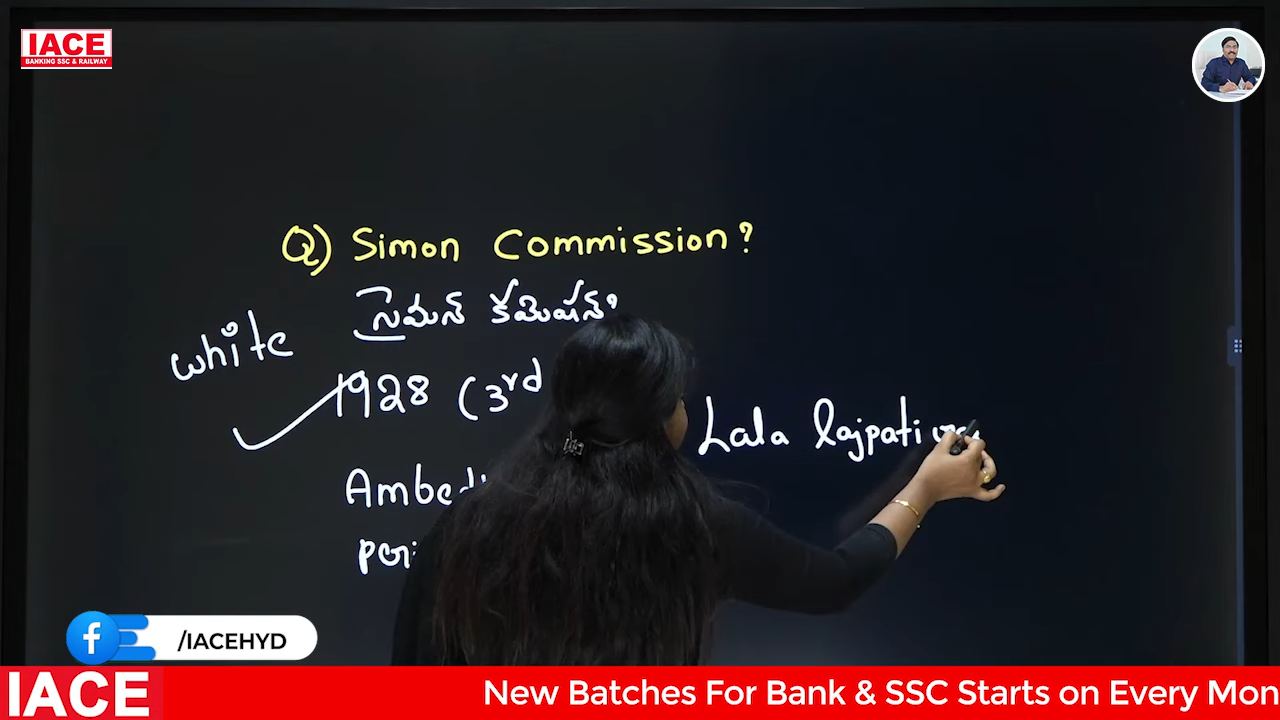 IACE
BANKING SSC & RAILWAY
Q) Simon Commission?
సైమన్ కమీషన్
white
1928 (3rd
Lala lajpati
/IACEHYD
IACE
New Batches For Bank & SSC Starts on Every Mon